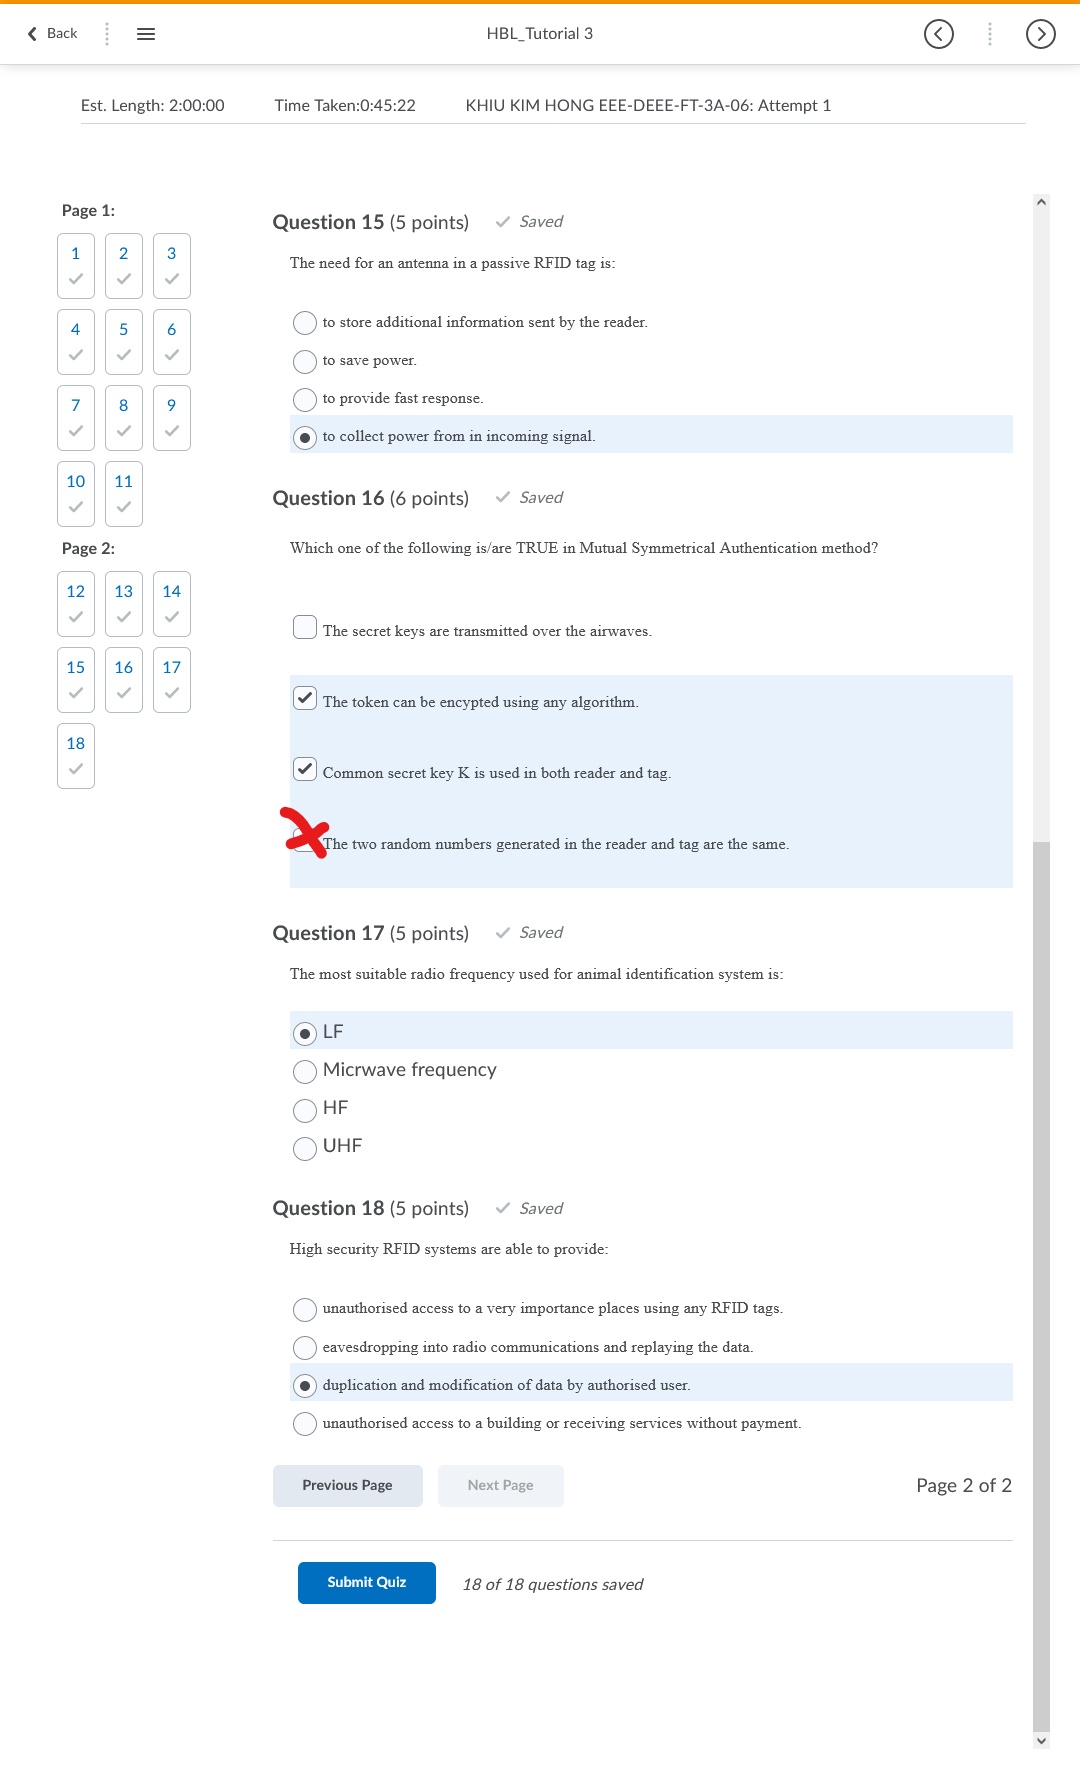 Back
HBL_Tutorial 3
Est. Length: 2:00:00 Time Taken:0:45:22 KHIU KIM HONG EEE-DEEE-FT-3A-06: Attempt 1
Page 1:
1 2 3
4 5 6
7 8 9
10 11
Page 2:
12 13 14
15 16 17
18
Question 15 (5 points) Saved
The need for an antenna in a passive RFID tag is:
to store additional information sent by the reader.
to save power.
to provide fast response.
to collect power from in incoming signal.
Question 16 (6 points) Saved
Which one of the following is/are TRUE in Mutual Symmetrical Authentication method?
The secret keys are transmitted over the airwaves.
The token can be encypted using any algorithm.
Common secret key K is used in both reader and tag.
The two random numbers generated in the reader and tag are the same.
Question 17 (5 points) Saved
The most suitable radio frequency used for animal identification system is:
LF
Micrwave frequency
HF
UHF
Question 18 (5 points) Saved
High security RFID systems are able to provide:
unauthorised access to a very importance places using any RFID tags.
eavesdropping into radio communications and replaying the data.
duplication and modification of data by authorised user.
unauthorised access to a building or receiving services without payment.
Previous Page Next Page Page 2 of 2
Submit Quiz 18 of 18 questions saved